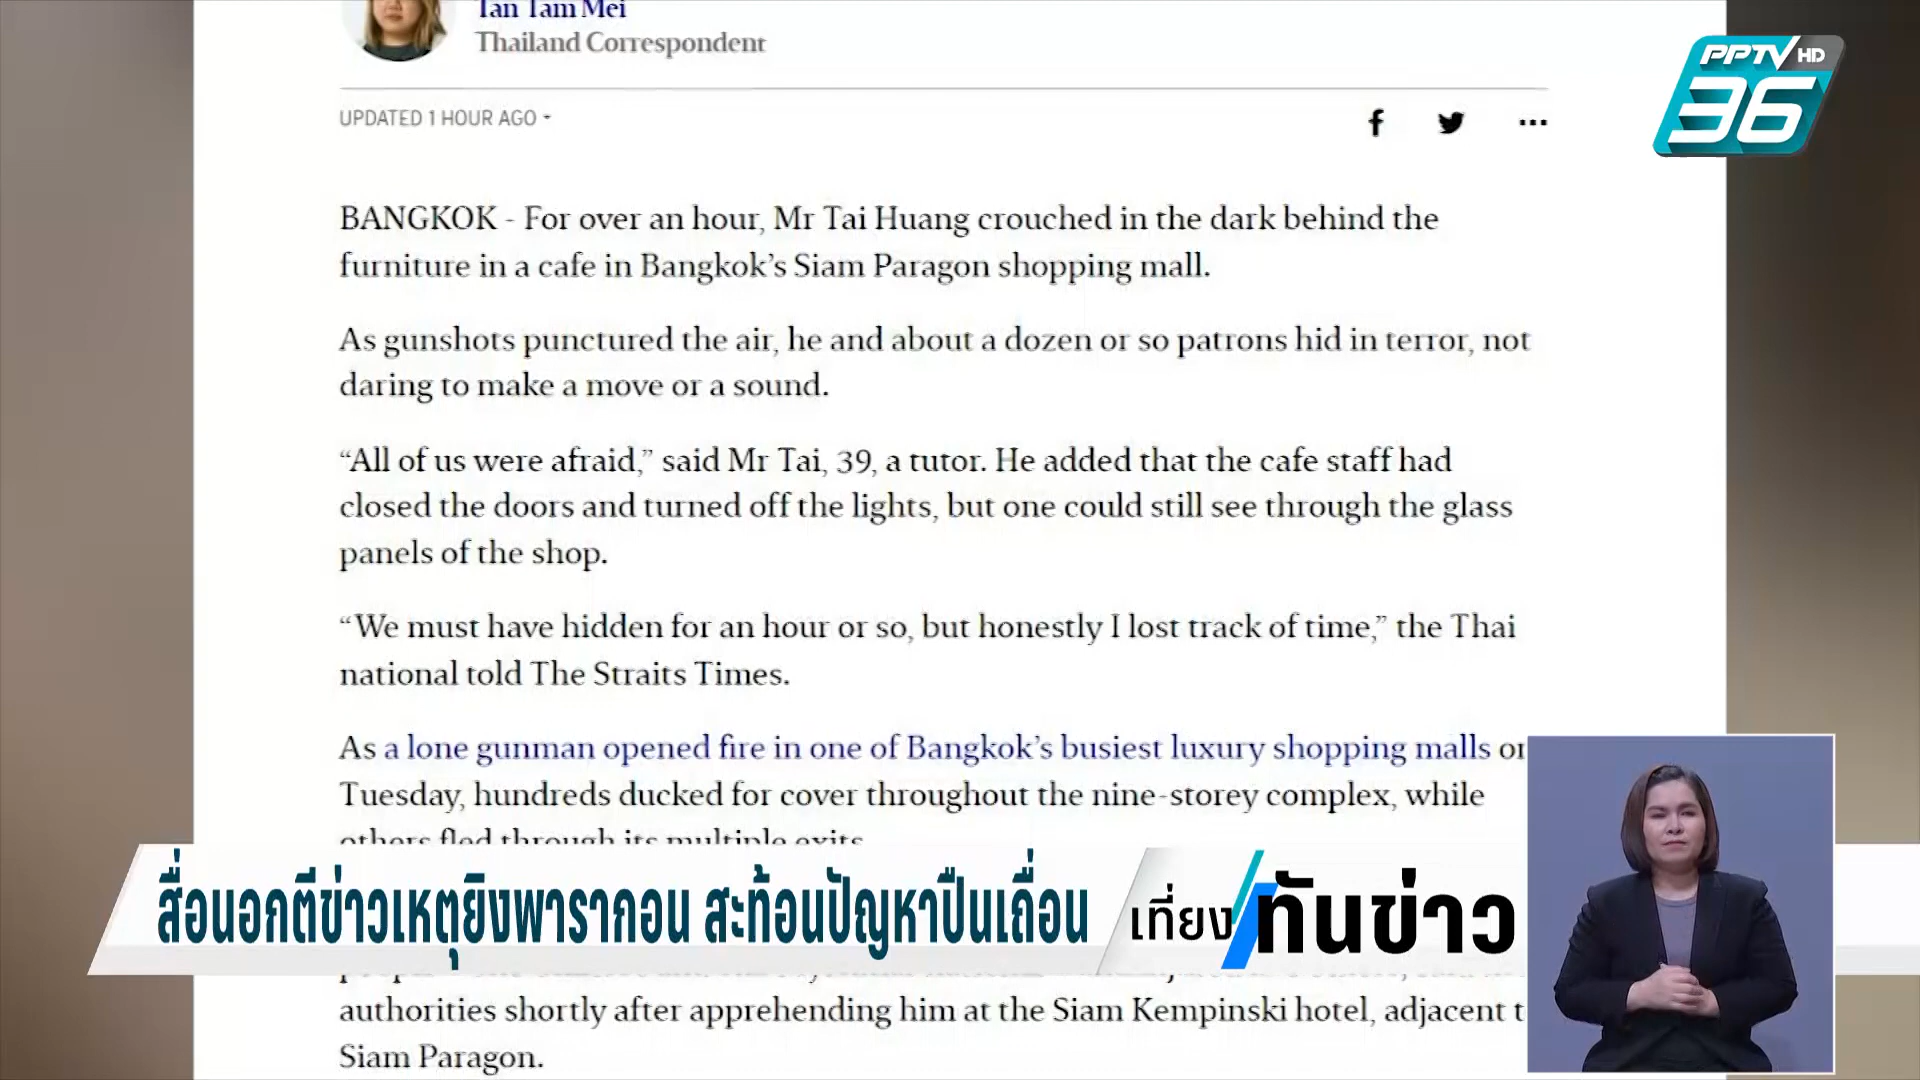 Tan Tam Mei
Thailand Correspondent
PPTV HD
36
UPDATED 1 HOUR AGO
BANGKOK - For over an hour, Mr Tai Huang crouched in the dark behind the
furniture in a cafe in Bangkok’s Siam Paragon shopping mall.
As gunshots punctured the air, he and about a dozen or so patrons hid in terror, not
daring to make a move or a sound.
“All of us were afraid,” said Mr Tai, 39, a tutor. He added that the cafe staff had
closed the doors and turned off the lights, but one could still see through the glass
panels of the shop.
“We must have hidden for an hour or so, but honestly I lost track of time,” the Thai
national told The Straits Times.
As a lone gunman opened fire in one of Bangkok’s busiest luxury shopping malls on
Tuesday, hundreds ducked for cover throughout the nine-storey complex, while
others fled through its multiple exits.
สื่อนอกตีข่าวเหตุยิงพารากอน สะท้อนปัญหาปืนเถื่อน
เที่ยงทันข่าว
authorities shortly after apprehending him at the Siam Kempinski hotel, adjacent t
Siam Paragon.